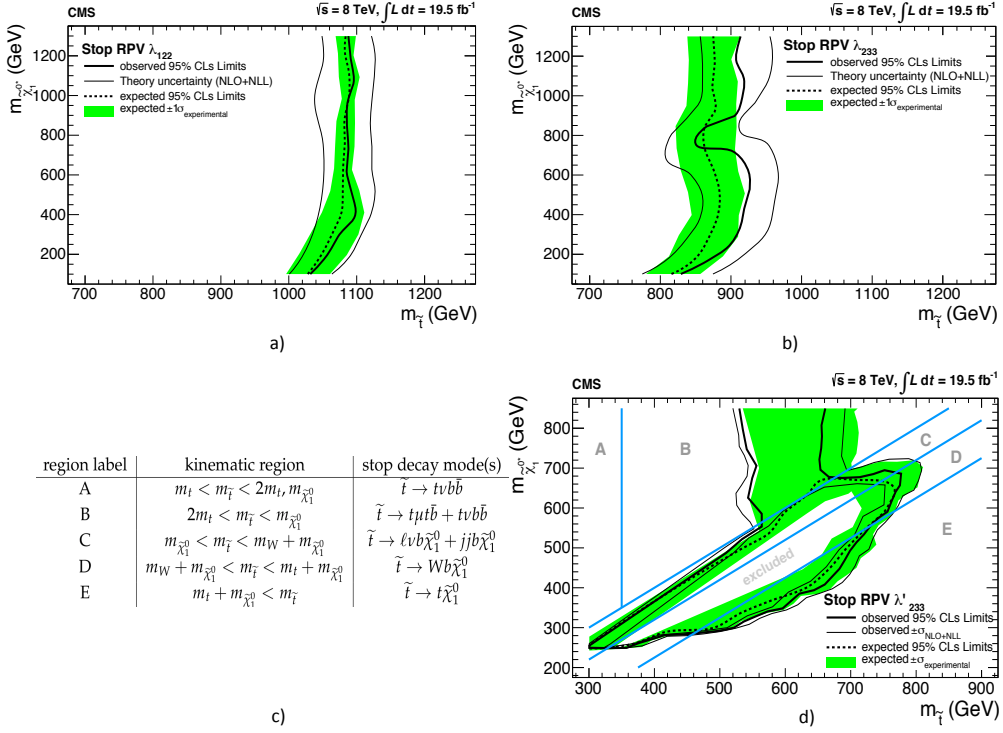 CMS √s = 8 TeV, ∫L dt = 19.5 fb⁻¹
Stop RPV λ₁₂₂
observed 95% CLs Limits
Theory uncertainty (NLO+NLL)
expected 95% CLs Limits
expected ±1σ_experimental
m_χ̃₁⁰ (GeV)
1200
1000
800
600
400
200
700 800 900 1000 1100 1200
m_t̃ (GeV)
a)
CMS √s = 8 TeV, ∫L dt = 19.5 fb⁻¹
Stop RPV λ₂₃₃
observed 95% CLs Limits
Theory uncertainty (NLO+NLL)
expected 95% CLs Limits
expected ±1σ_experimental
m_χ̃₁⁰ (GeV)
1200
1000
800
600
400
200
700 800 900 1000 1100 1200
m_t̃ (GeV)
b)
region label kinematic region stop decay mode(s)
A m_t < m_t̃ < 2m_t, m_χ̃₁⁰ t̃ → tνbb̄
B 2m_t < m_t̃ < m_χ̃₁⁰ t̃ → tμtb̄ + tνbb̄
C m_χ̃₁⁰ < m_t̃ < m_W + m_χ̃₁⁰ t̃ → ℓνbχ̃₁⁰ + jjbχ̃₁⁰
D m_W + m_χ̃₁⁰ < m_t̃ < m_t + m_χ̃₁⁰ t̃ → Wbχ̃₁⁰
E m_t + m_χ̃₁⁰ < m_t̃ t̃ → tχ̃₁⁰
c)
CMS √s = 8 TeV, ∫L dt = 19.5 fb⁻¹
m_χ̃₁⁰ (GeV)
800
700
600
500
400
300
200
A B C
D
E
excluded
Stop RPV λ'₂₃₃
observed 95% CLs Limits
observed ±σ_NLO+NLL
expected 95% CLs Limits
expected ±σ_experimental
300 400 500 600 700 800 900
m_t̃ (GeV)
d)